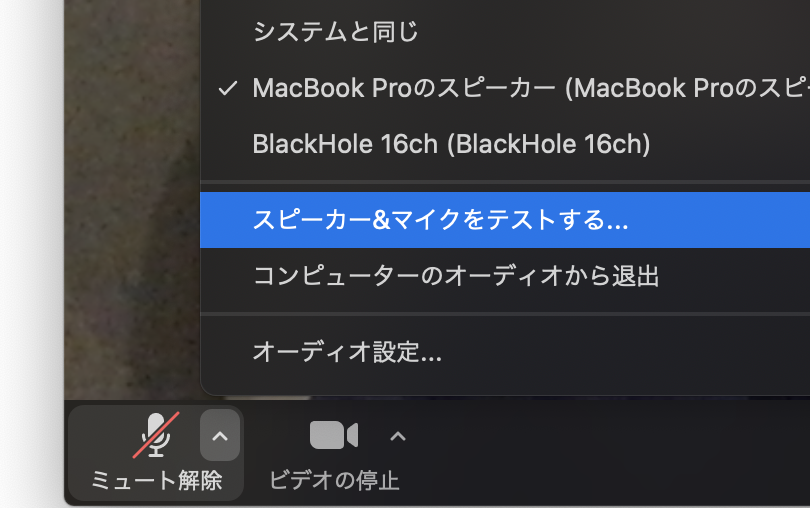 システムと同じ
MacBook Proのスピーカー (MacBook Proのスピ
BlackHole 16ch (BlackHole 16ch)
スピーカー&マイクをテストする...
コンピューターのオーディオから退出
オーディオ設定...
ミュート解除
ビデオの停止